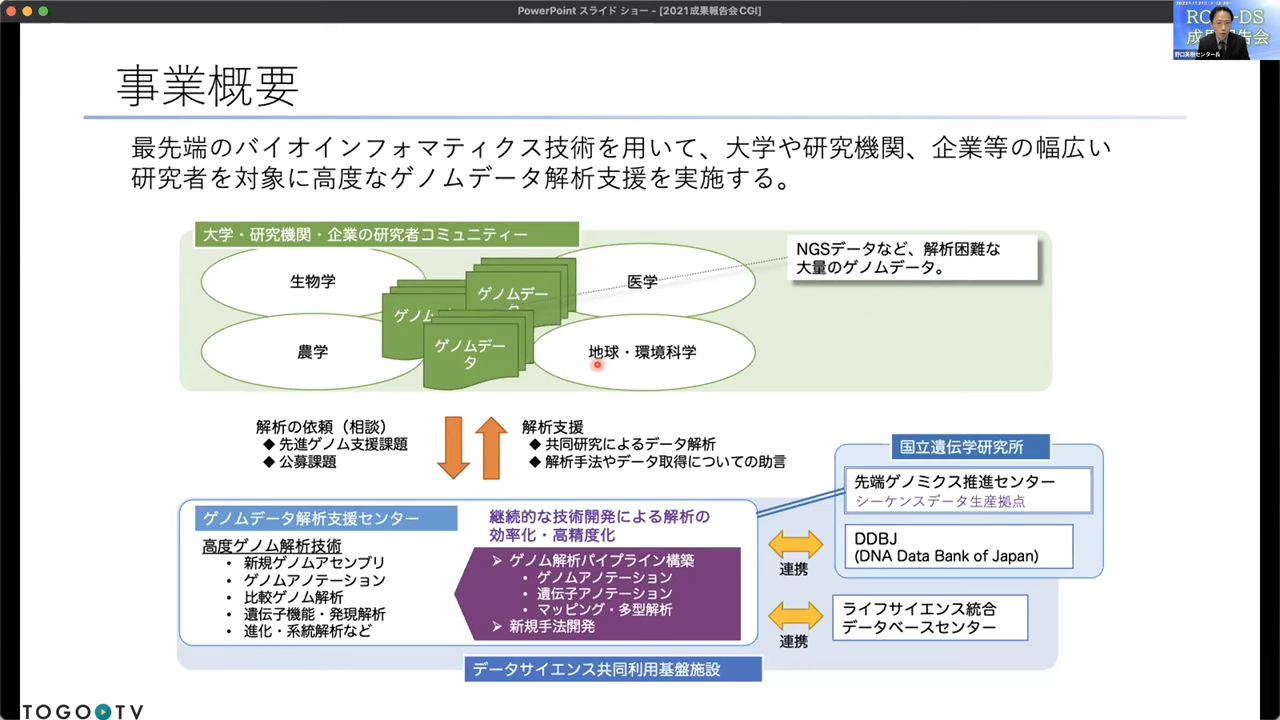 PowerPoint スライド ショー - [2021成果報告会CGI]
成果報告会
野口英樹センター長
事業概要
最先端のバイオインフォマティクス技術を用いて、大学や研究機関、企業等の幅広い
研究者を対象に高度なゲノムデータ解析支援を実施する。
大学・研究機関・企業の研究者コミュニティー
NGSデータなど、解析困難な
大量のゲノムデータ。
生物学
医学
ゲノムデー
ゲノム
ゲノムデー
タ
農学
地球・環境科学
解析の依頼（相談）
◆ 先進ゲノム支援課題
◆ 公募課題
解析支援
◆ 共同研究によるデータ解析
◆ 解析手法やデータ取得についての助言
国立遺伝学研究所
先端ゲノミクス推進センター
シーケンスデータ生産拠点
DDBJ
(DNA Data Bank of Japan)
連携
ゲノムデータ解析支援センター
高度ゲノム解析技術
• 新規ゲノムアセンブリ
• ゲノムアノテーション
• 比較ゲノム解析
• 遺伝子機能・発現解析
• 進化・系統解析など
継続的な技術開発による解析の
効率化・高精度化
➢ ゲノム解析パイプライン構築
• ゲノムアノテーション
• 遺伝子アノテーション
• マッピング・多型解析
➢ 新規手法開発
ライフサイエンス統合
データベースセンター
連携
データサイエンス共同利用基盤施設
TOGO TV